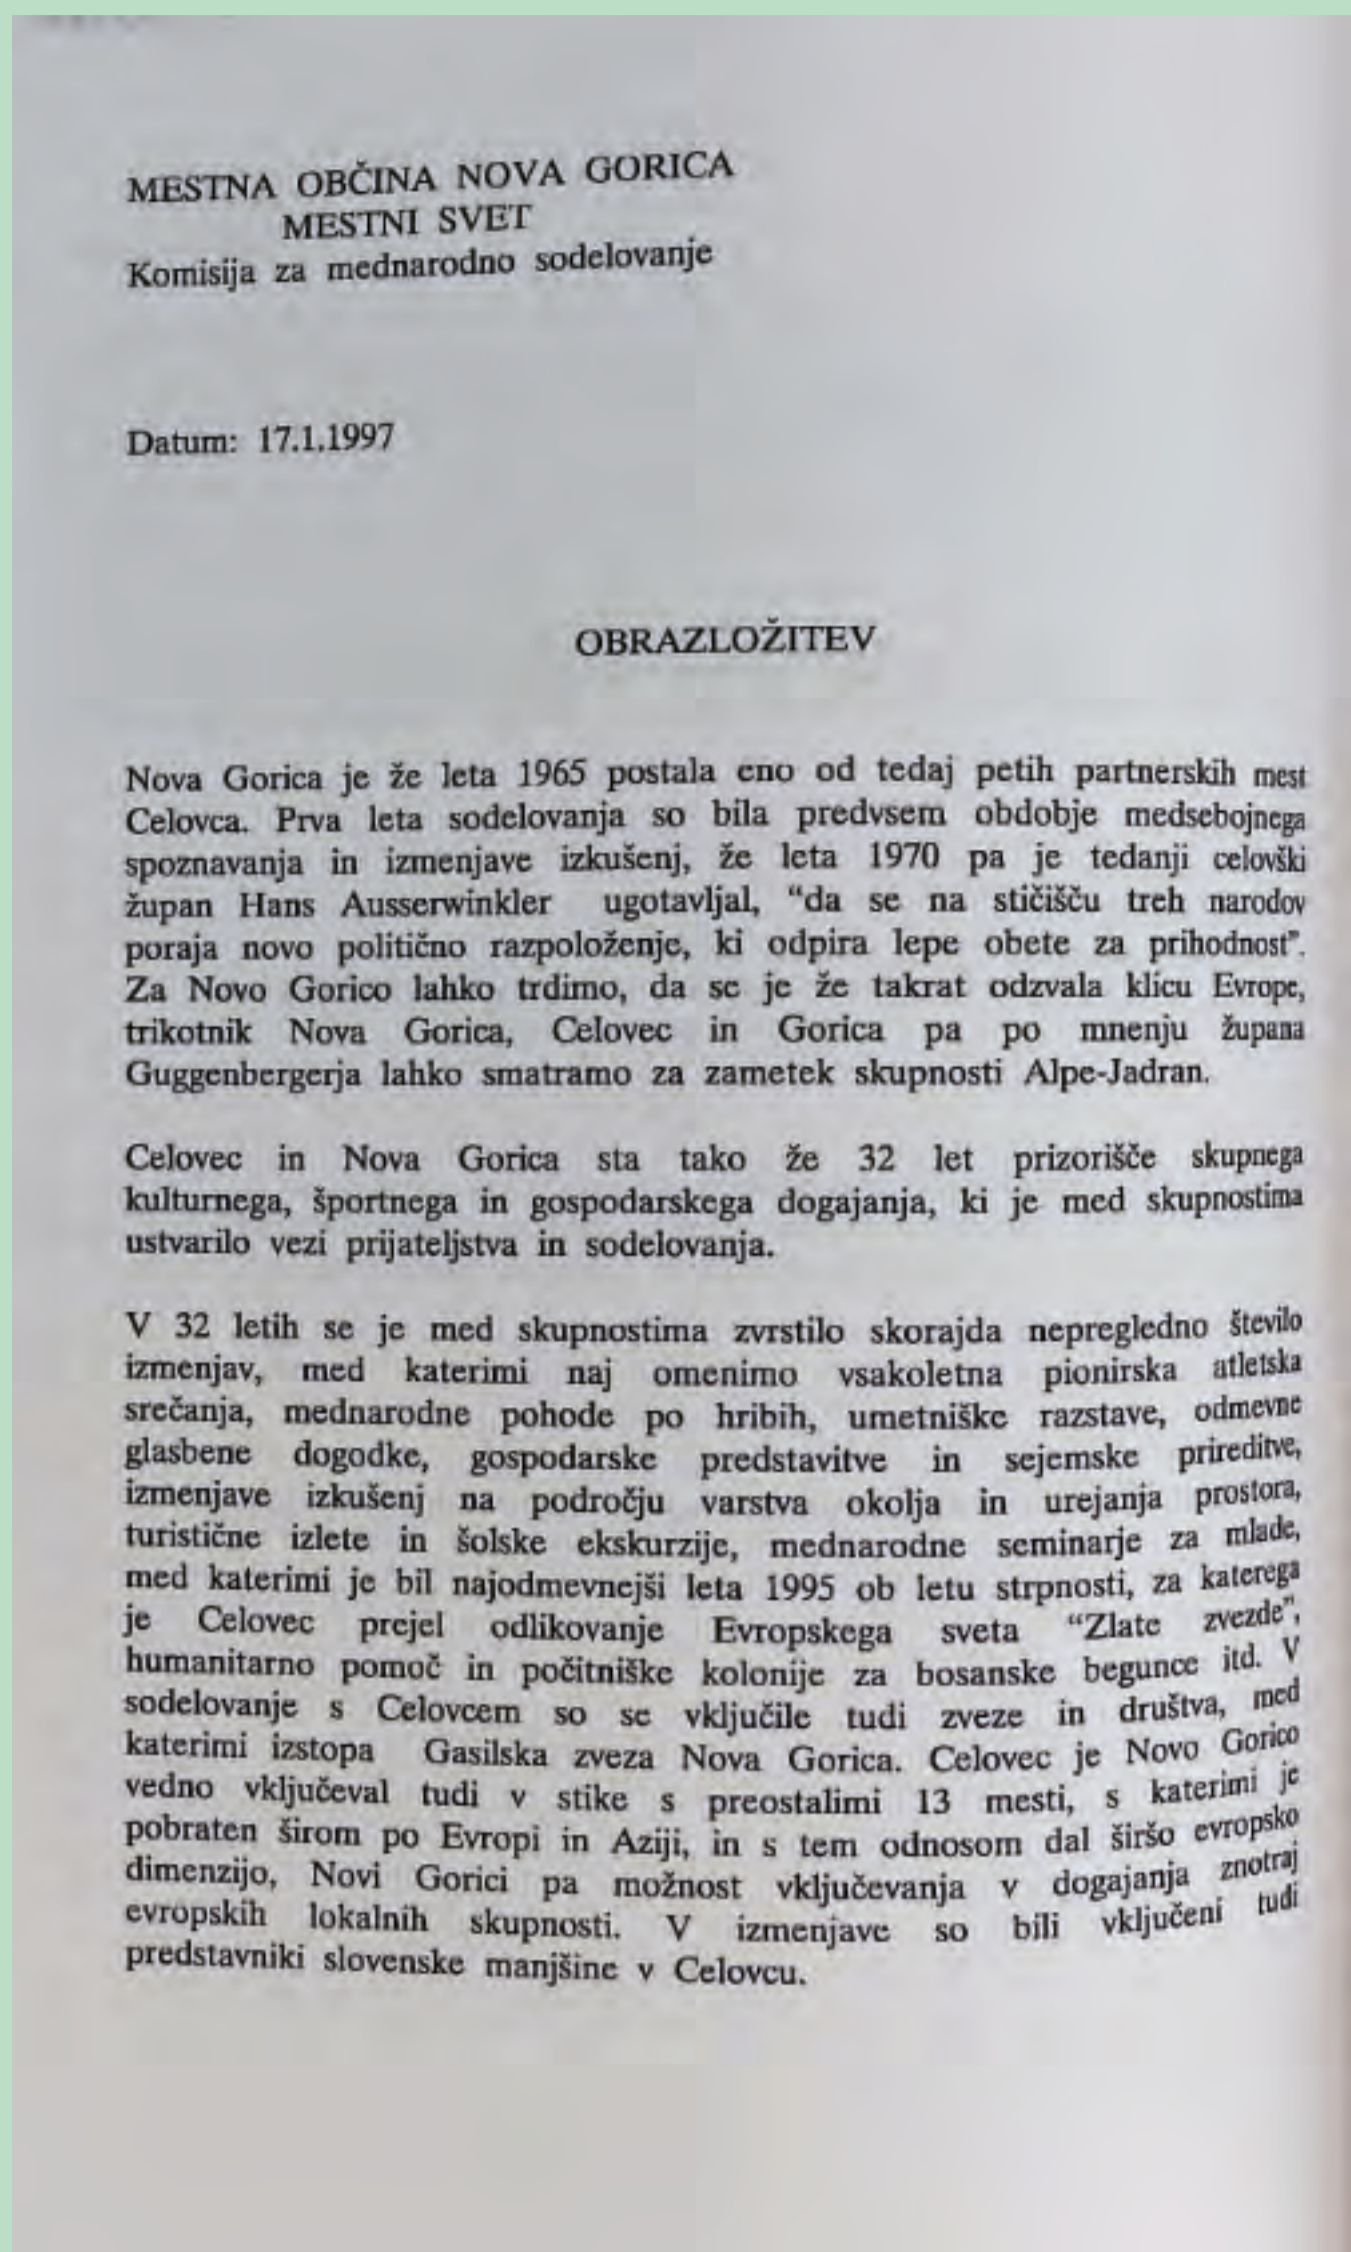 MESTNA OBČINA NOVA GORICA
MESTNI SVET
Komisija za mednarodno sodelovanje
Datum: 17.1.1997
OBRAZLOŽITEV
Nova Gorica je že leta 1965 postala eno od tedaj petih partnerskih mest
Celovca. Prva leta sodelovanja so bila predvsem obdobje medsebojnega
spoznavanja in izmenjave izkušenj, že leta 1970 pa je tedanji celovški
župan Hans Ausserwinkler ugotavljal, “da se na stičišču treh narodov
poraja novo politično razpoloženje, ki odpira lepe obete za prihodnost”.
Za Novo Gorico lahko trdimo, da se je že takrat odzvala klicu Evrope,
trikotnik Nova Gorica, Celovec in Gorica pa po mnenju župana
Guggenbergerja lahko smatramo za zametek skupnosti Alpe-Jadran.
Celovec in Nova Gorica sta tako že 32 let prizorišče skupnega
kulturnega, športnega in gospodarskega dogajanja, ki je med skupnostima
ustvarilo vezi prijateljstva in sodelovanja.
V 32 letih se je med skupnostima zvrstilo skorajda nepregledno število
izmenjav, med katerimi naj omenimo vsakoletna pionirska atletska
srečanja, mednarodne pohode po hribih, umetniške razstave, odmevne
glasbene dogodke, gospodarske predstavitve in sejemske prireditve,
izmenjave izkušenj na področju varstva okolja in urejanja prostora,
turistične izlete in šolske ekskurzije, mednarodne seminarje za mlade,
med katerimi je bil najodmevnejši leta 1995 ob letu strpnosti, za katerega
je Celovec prejel odlikovanje Evropskega sveta “Zlate zvezde”,
humanitarno pomoč in počitniške kolonije za bosanske begunce itd. V
sodelovanje s Celovcem so se vključile tudi zveze in društva, med
katerimi izstopa Gasilska zveza Nova Gorica. Celovec je Novo Gorico
vedno vključeval tudi v stike s preostalimi 13 mesti, s katerimi je
pobraten širom po Evropi in Aziji, in s tem odnosom dal širšo evropsko
dimenzijo, Novi Gorici pa možnost vključevanja v dogajanja znotraj
evropskih lokalnih skupnosti. V izmenjave so bili vključeni tudi
predstavniki slovenske manjšine v Celovcu.